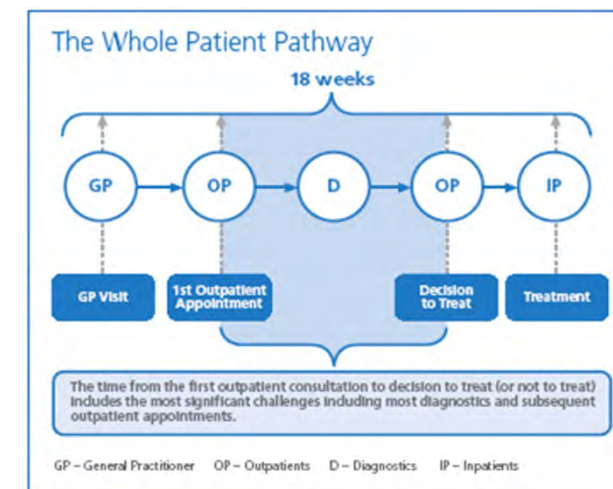 The Whole Patient Pathway
18 weeks
GP
OP
D
OP
IP
GP Visit
1st Outpatient
Appointment
Decision
to Treat
Treatment
The time from the first outpatient consultation to decision to treat (or not to treat)
includes the most significant challenges including most diagnostics and subsequent
outpatient appointments.
GP – General Practitioner OP – Outpatients D – Diagnostics IP – Inpatients